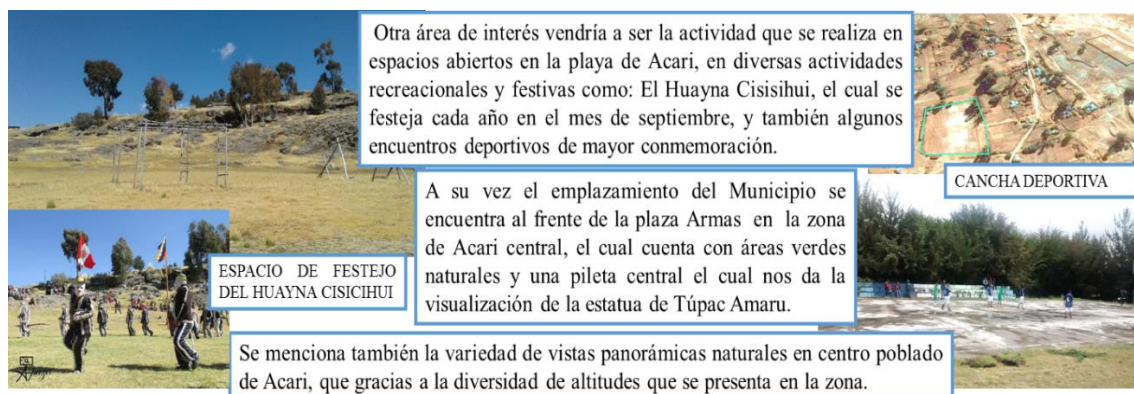 Otra área de interés vendría a ser la actividad que se realiza en
espacios abiertos en la playa de Acari, en diversas actividades
recreacionales y festivas como: El Huayna Cisisihui, el cual se
festeja cada año en el mes de septiembre, y también algunos
encuentros deportivos de mayor conmemoración.
CANCHA DEPORTIVA
A su vez el emplazamiento del Municipio se
encuentra al frente de la plaza Armas en la zona
de Acari central, el cual cuenta con áreas verdes
naturales y una pileta central el cual nos da la
visualización de la estatua de Túpac Amaru.
ESPACIO DE FESTEJO
DEL HUAYNA CISICIHUI
Se menciona también la variedad de vistas panorámicas naturales en centro poblado
de Acari, que gracias a la diversidad de altitudes que se presenta en la zona.